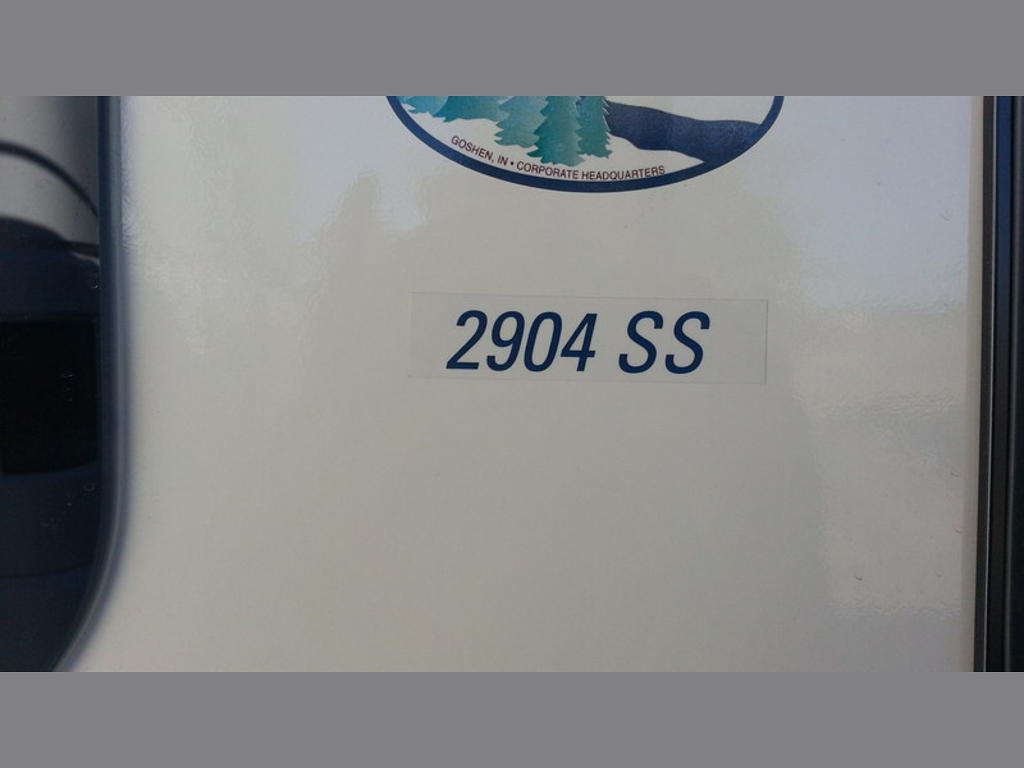 GOSHEN, IN • CORPORATE HEADQUARTERS
2904 SS